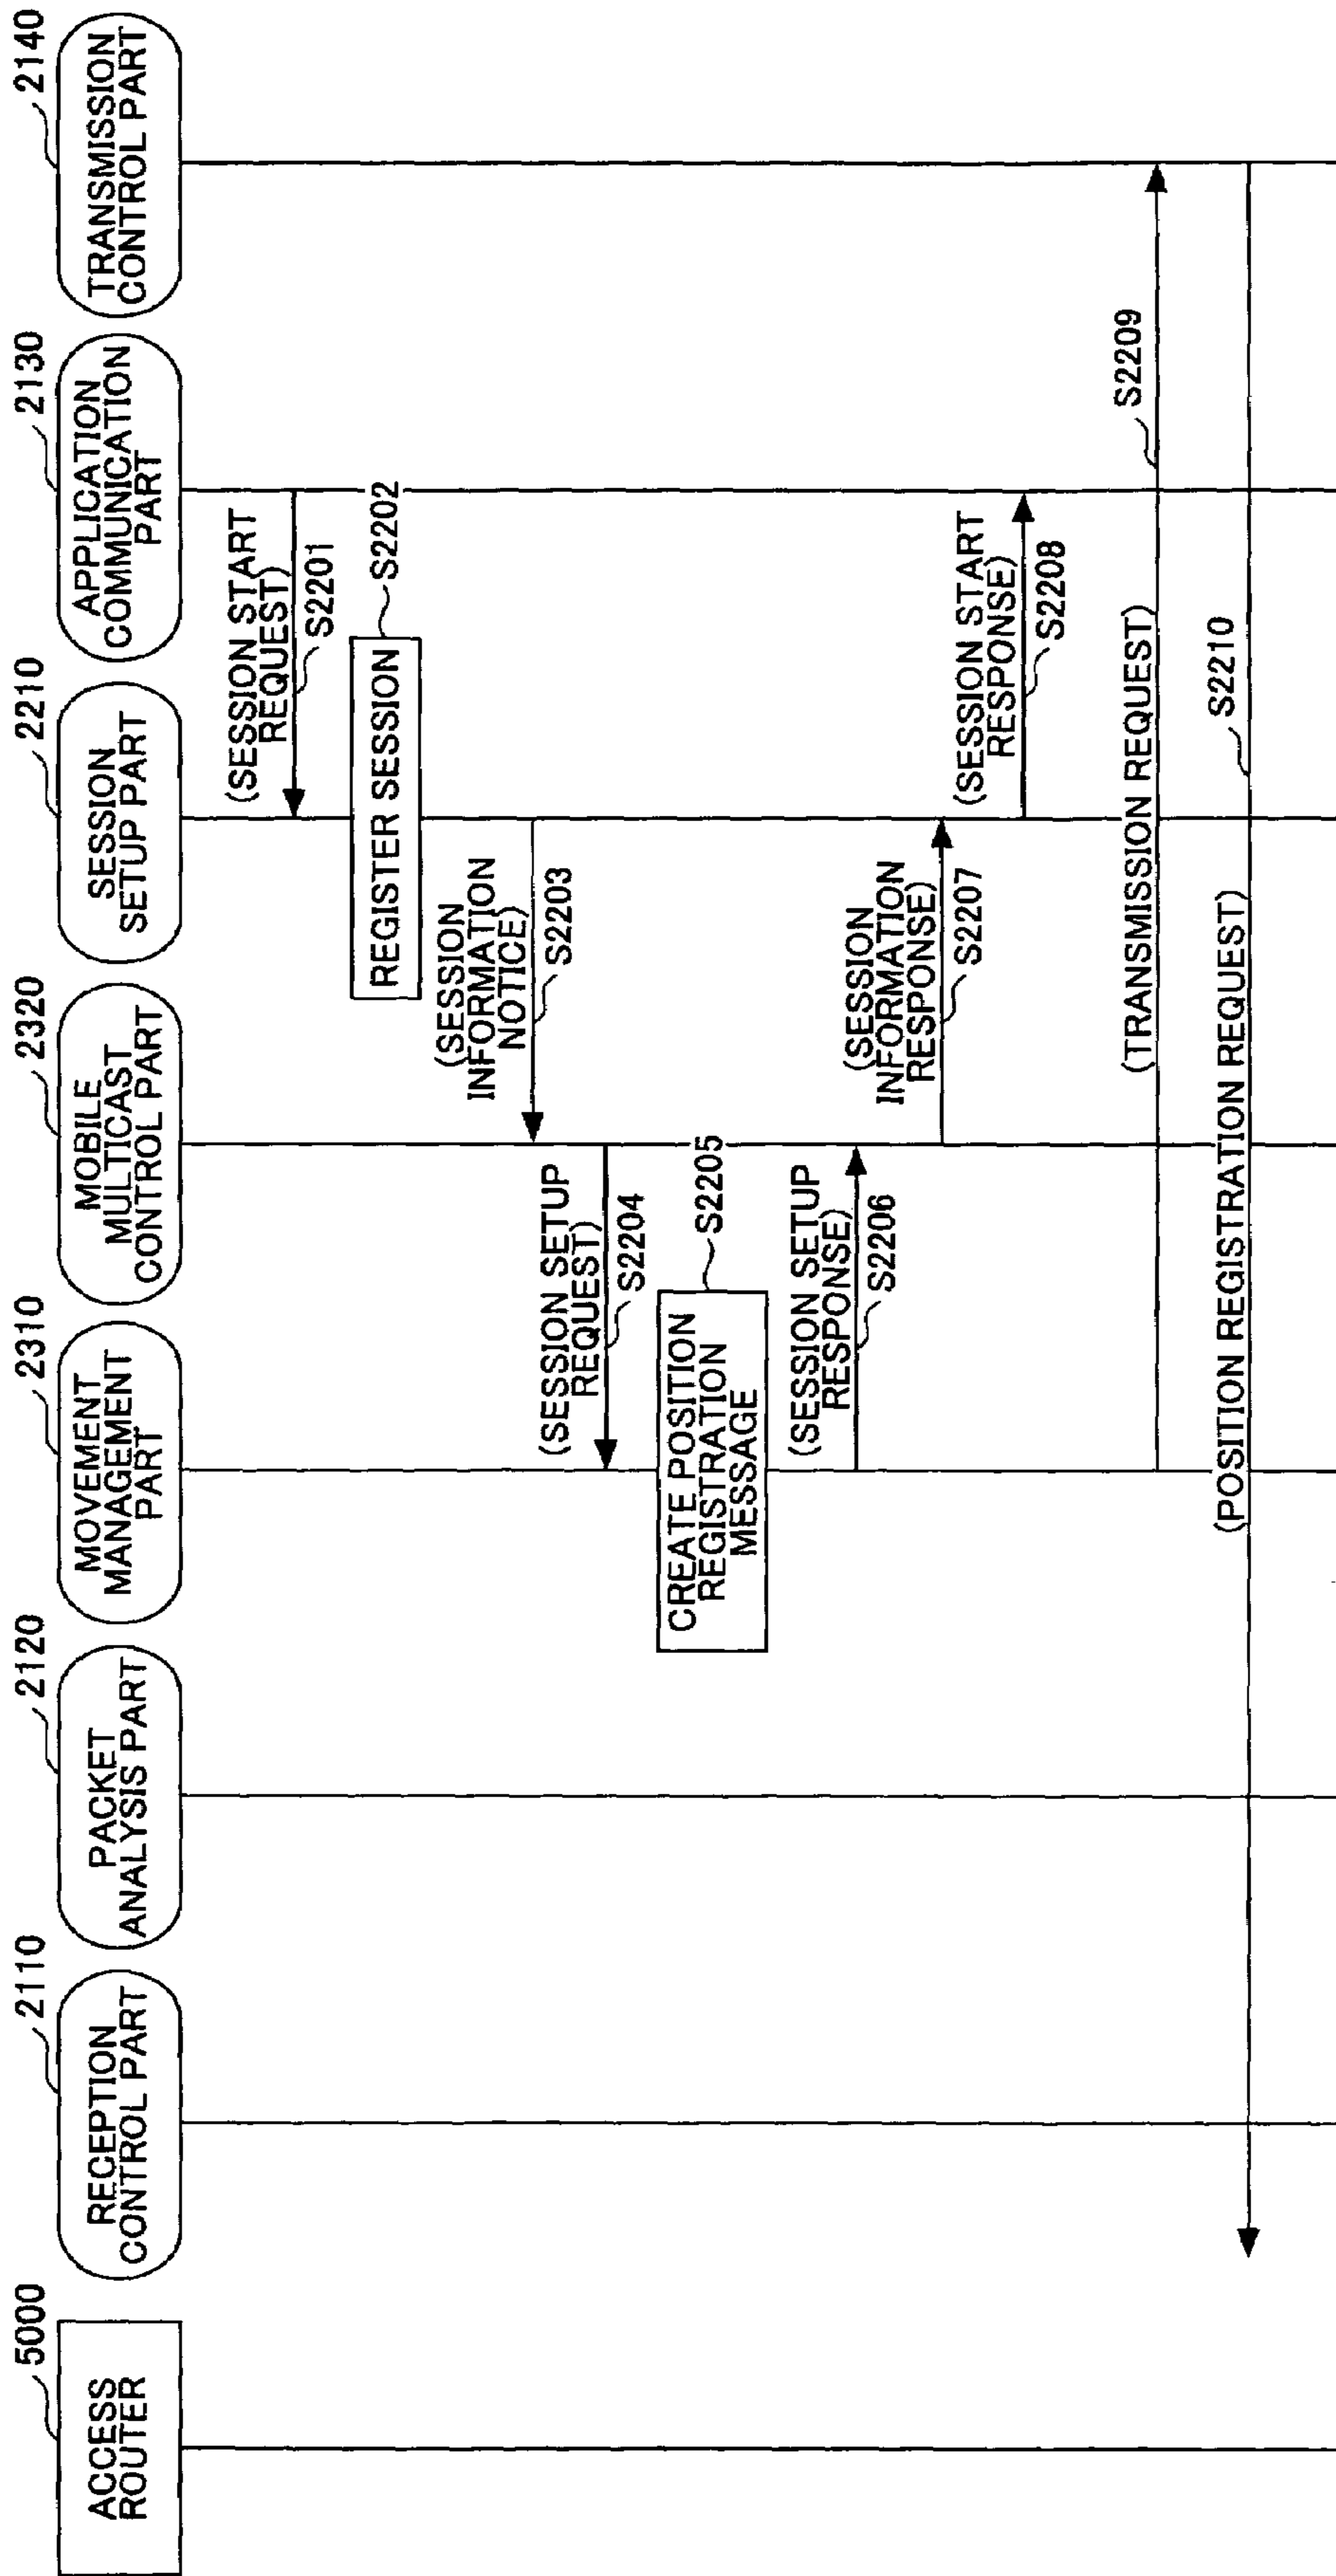 5000
ACCESS
ROUTER
2110
RECEPTION
CONTROL PART
2120
PACKET
ANALYSIS PART
2310
MOVEMENT
MANAGEMENT
PART
2320
MOBILE
MULTICAST
CONTROL PART
2210
SESSION
SETUP PART
2130
APPLICATION
COMMUNICATION
PART
2140
TRANSMISSION
CONTROL PART
(SESSION START
REQUEST)
S2201
REGISTER SESSION
S2202
(SESSION
INFORMATION
NOTICE)
S2203
(SESSION SETUP
REQUEST)
S2204
CREATE POSITION
REGISTRATION
MESSAGE
S2205
(SESSION SETUP
RESPONSE)
S2206
(SESSION
INFORMATION
RESPONSE)
S2207
(SESSION START
RESPONSE)
S2208
(TRANSMISSION REQUEST)
S2209
(POSITION REGISTRATION REQUEST)
S2210